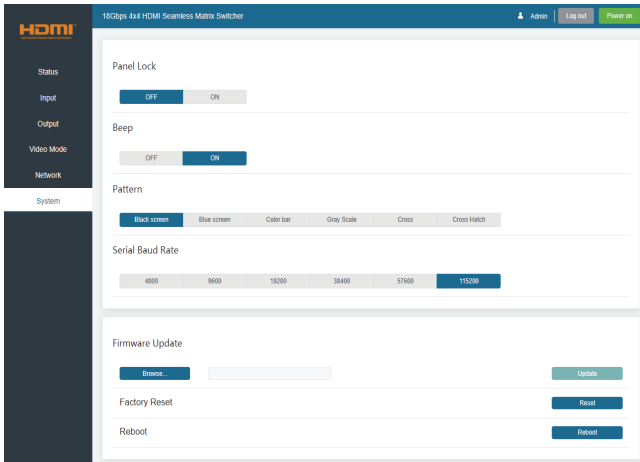 HDMI
18Gbps 4x4 HDMI Seamless Matrix Switcher
Admin
Log out
Power on
Status
Input
Output
Video Mode
Network
System
Panel Lock
OFF ON
Beep
OFF ON
Pattern
Black screen Blue screen Color bar Gray Scale Cross Cross Hatch
Serial Baud Rate
4800 9600 19200 38400 57600 115200
Firmware Update
Browse... Update
Factory Reset Reset
Reboot Reboot